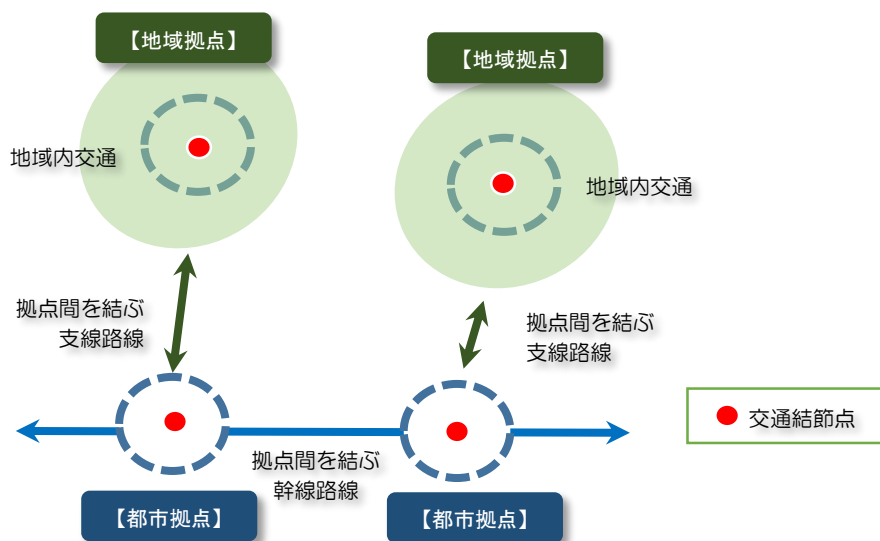 【地域拠点】
【地域拠点】
地域内交通
地域内交通
拠点間を結ぶ
支線路線
拠点間を結ぶ
支線路線
交通結節点
拠点間を結ぶ
幹線路線
【都市拠点】
【都市拠点】